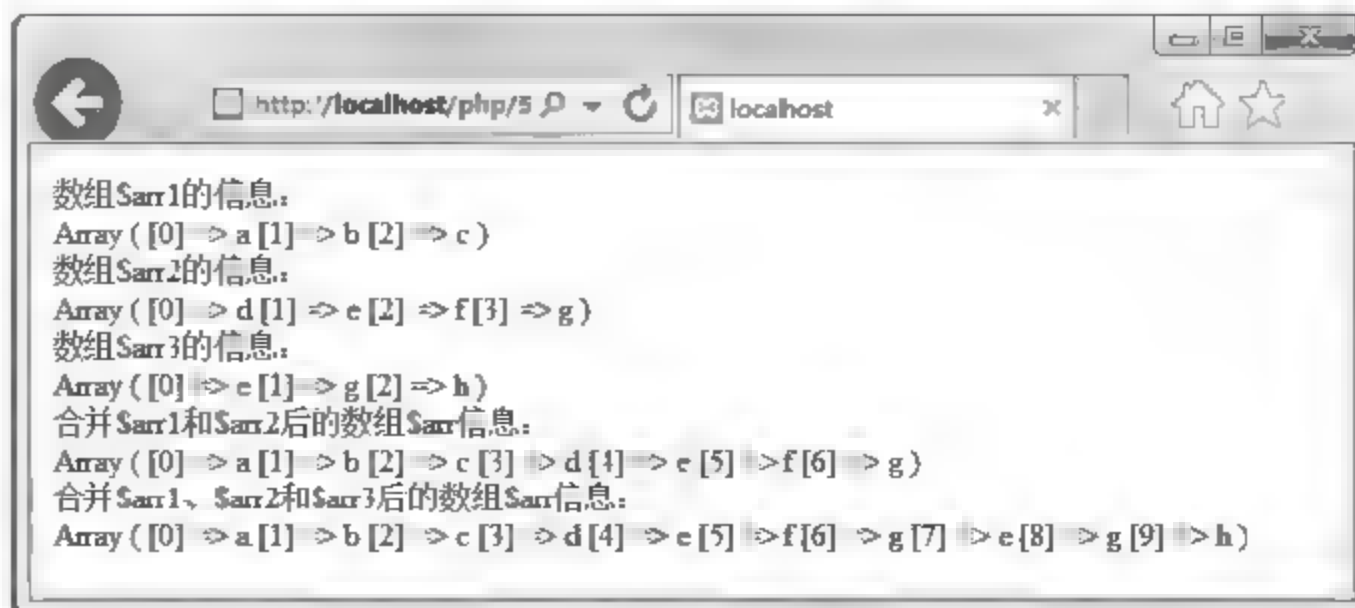 http://localhost/php/5
localhost
数组$arr1的信息：
Array ( [0] => a [1] => b [2] => c )
数组$arr2的信息：
Array ( [0] => d [1] => e [2] => f [3] => g )
数组$arr3的信息：
Array ( [0] => e [1] => g [2] => h )
合并$arr1和$arr2后的数组$arr信息：
Array ( [0] => a [1] => b [2] => c [3] => d [4] => e [5] => f [6] => g )
合并$arr1、$arr2和$arr3后的数组$arr信息：
Array ( [0] => a [1] => b [2] => c [3] => d [4] => e [5] => f [6] => g [7] => e [8] => g [9] => h )